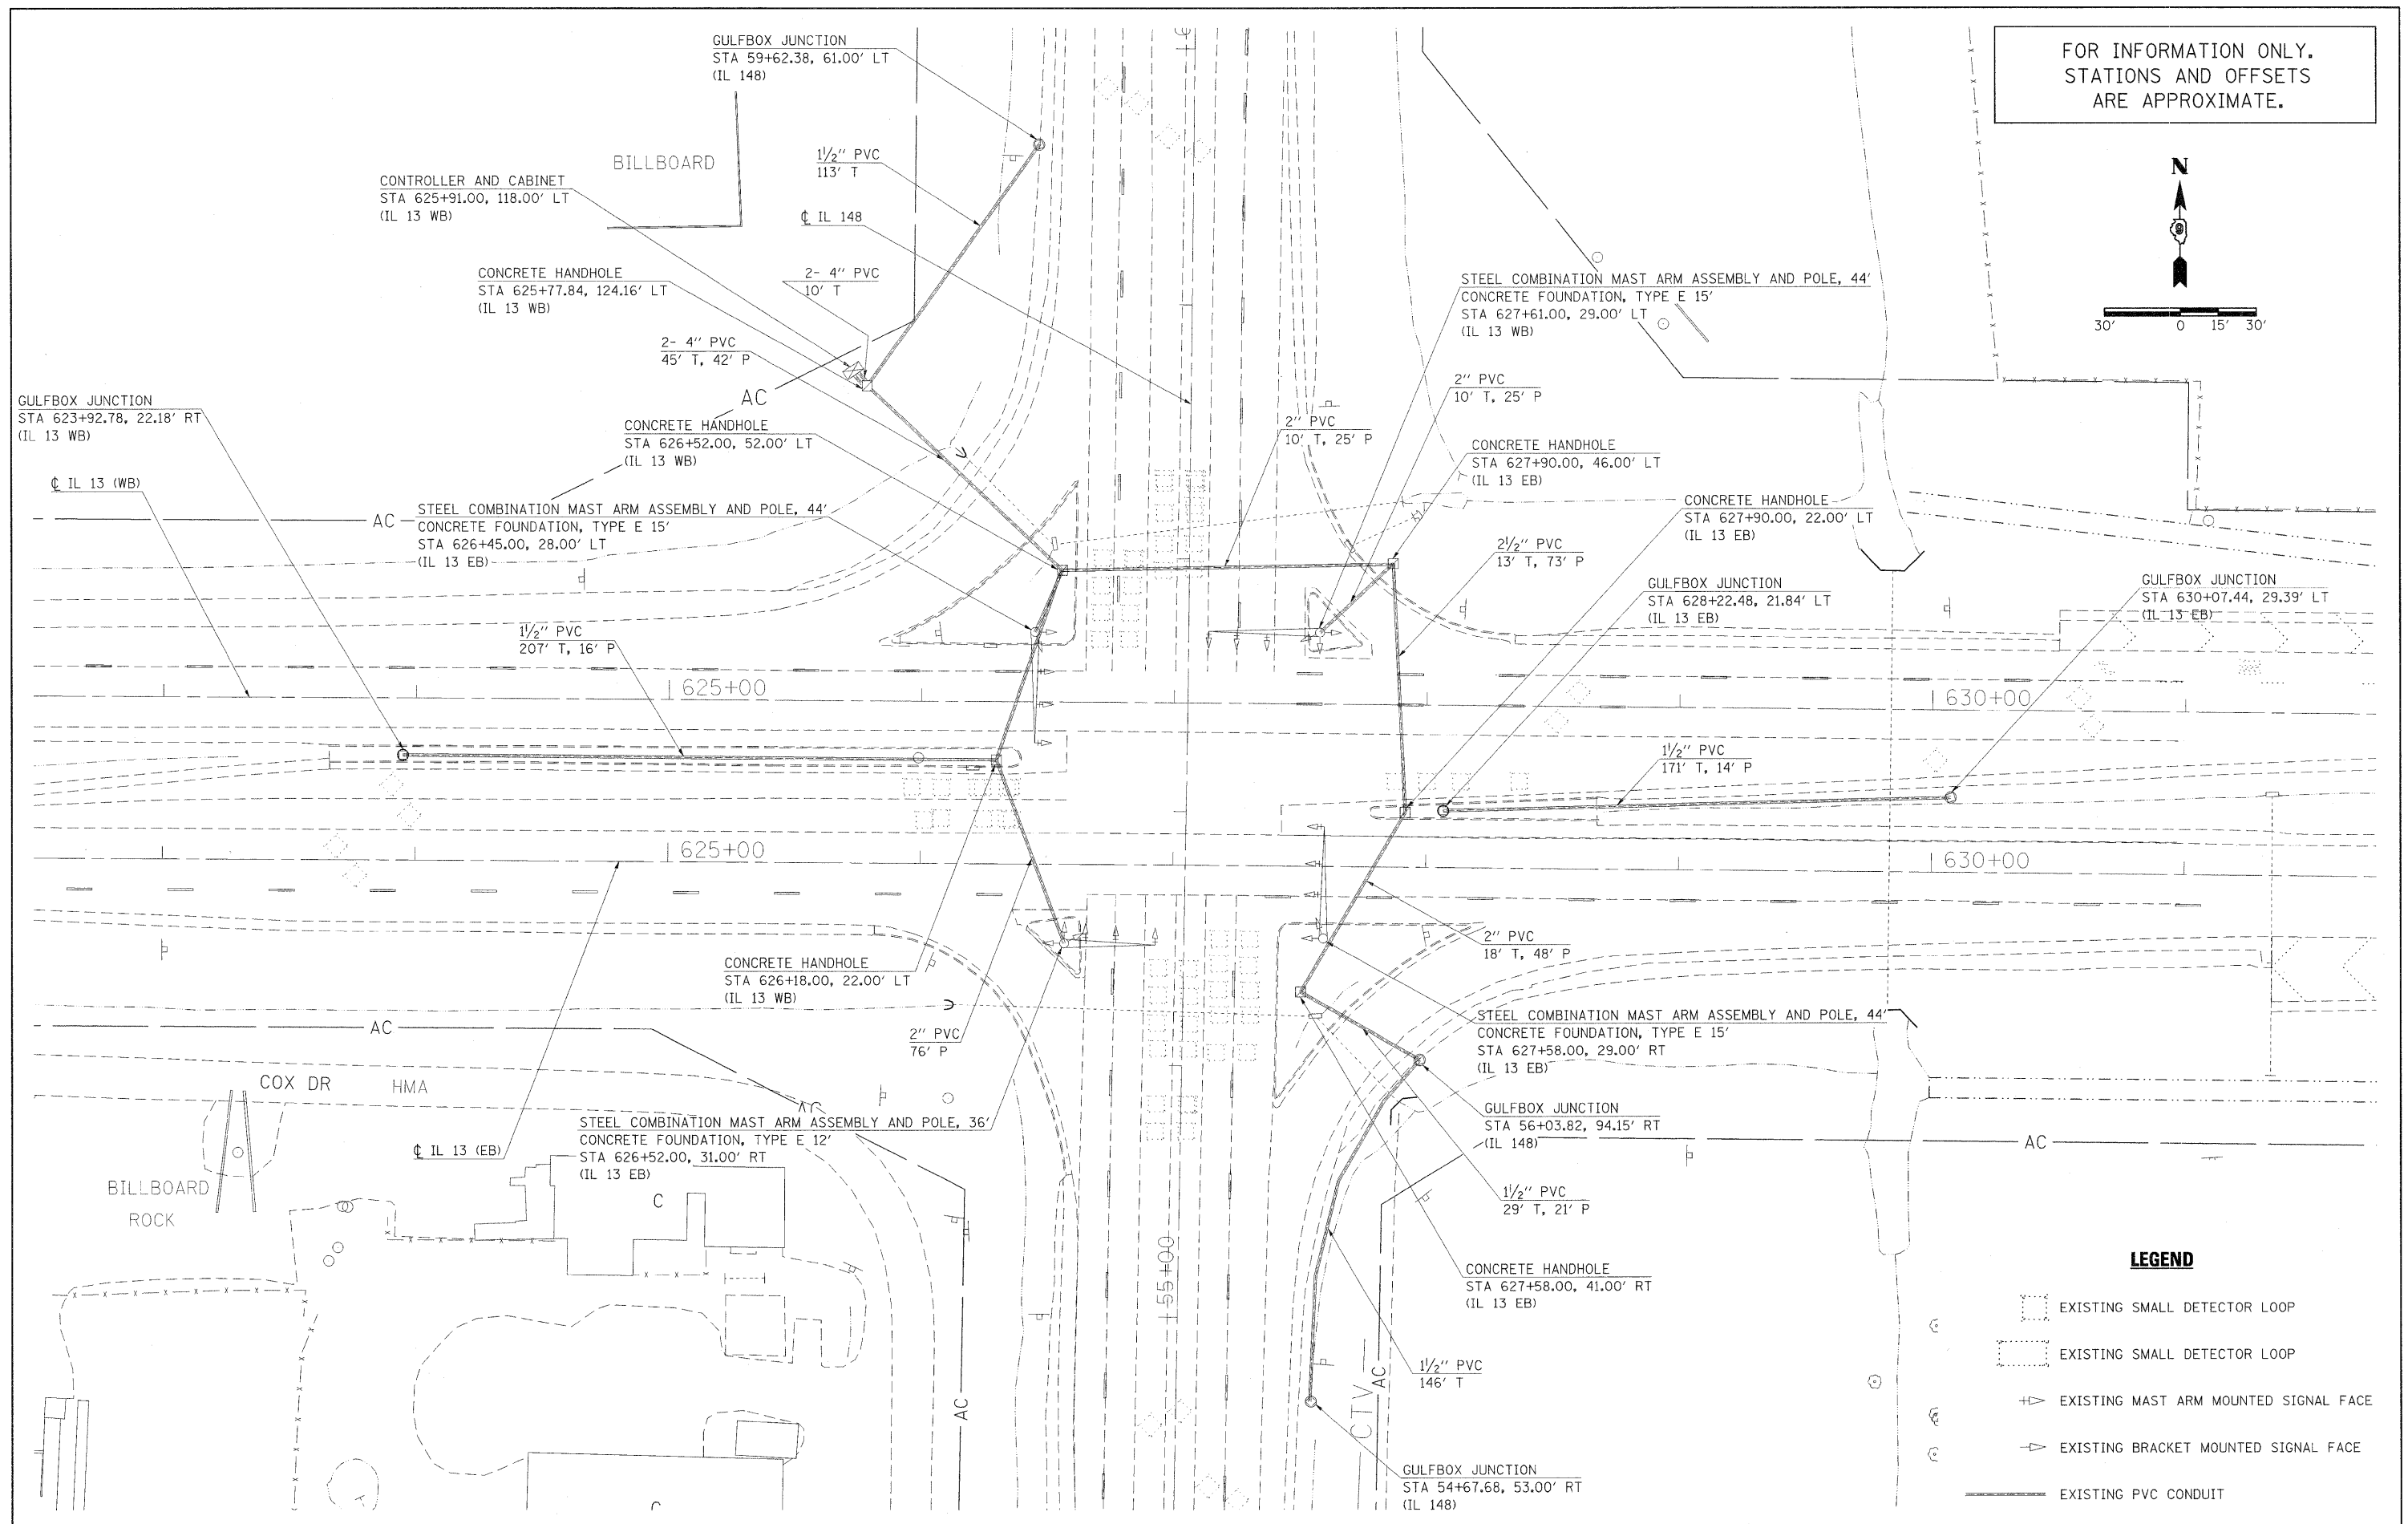 GULFBOX JUNCTION
STA 59+62.38, 61.00' LT
(IL 148)
FOR INFORMATION ONLY.
STATIONS AND OFFSETS
ARE APPROXIMATE.
BILLBOARD
1½" PVC
113' T
N
CONTROLLER AND CABINET
STA 625+91.00, 118.00' LT
(IL 13 WB)
℄ IL 148
CONCRETE HANDHOLE
STA 625+77.84, 124.16' LT
(IL 13 WB)
2- 4" PVC
10' T
STEEL COMBINATION MAST ARM ASSEMBLY AND POLE, 44'
CONCRETE FOUNDATION, TYPE E 15'
STA 627+61.00, 29.00' LT
(IL 13 WB)
30' 0 15' 30'
2- 4" PVC
45' T, 42' P
AC
GULFBOX JUNCTION
STA 623+92.78, 22.18' RT
(IL 13 WB)
2" PVC
10' T, 25' P
2" PVC
10' T, 25' P
CONCRETE HANDHOLE
STA 626+52.00, 52.00' LT
(IL 13 WB)
CONCRETE HANDHOLE
STA 627+90.00, 46.00' LT
(IL 13 EB)
℄ IL 13 (WB)
CONCRETE HANDHOLE
STA 627+90.00, 22.00' LT
(IL 13 EB)
AC
STEEL COMBINATION MAST ARM ASSEMBLY AND POLE, 44'
CONCRETE FOUNDATION, TYPE E 15'
STA 626+45.00, 28.00' LT
(IL 13 EB)
2½" PVC
13' T, 73' P
GULFBOX JUNCTION
STA 628+22.48, 21.84' LT
(IL 13 EB)
GULFBOX JUNCTION
STA 630+07.44, 29.39' LT
(IL 13 EB)
1½" PVC
207' T, 16' P
625+00
630+00
1½" PVC
171' T, 14' P
625+00
630+00
2" PVC
18' T, 48' P
CONCRETE HANDHOLE
STA 626+18.00, 22.00' LT
(IL 13 WB)
AC
2" PVC
76' P
STEEL COMBINATION MAST ARM ASSEMBLY AND POLE, 44'
CONCRETE FOUNDATION, TYPE E 15'
STA 627+58.00, 29.00' RT
(IL 13 EB)
COX DR
HMA
AC
STEEL COMBINATION MAST ARM ASSEMBLY AND POLE, 36'
CONCRETE FOUNDATION, TYPE E 12'
STA 626+52.00, 31.00' RT
(IL 13 EB)
GULFBOX JUNCTION
STA 56+03.82, 94.15' RT
(IL 148)
AC
℄ IL 13 (EB)
BILLBOARD
ROCK
C
1½" PVC
29' T, 21' P
55+00
CONCRETE HANDHOLE
STA 627+58.00, 41.00' RT
(IL 13 EB)
LEGEND
EXISTING SMALL DETECTOR LOOP
EXISTING SMALL DETECTOR LOOP
1½" PVC
146' T
AC
CTV
AC
EXISTING MAST ARM MOUNTED SIGNAL FACE
EXISTING BRACKET MOUNTED SIGNAL FACE
GULFBOX JUNCTION
STA 54+67.68, 53.00' RT
(IL 148)
EXISTING PVC CONDUIT